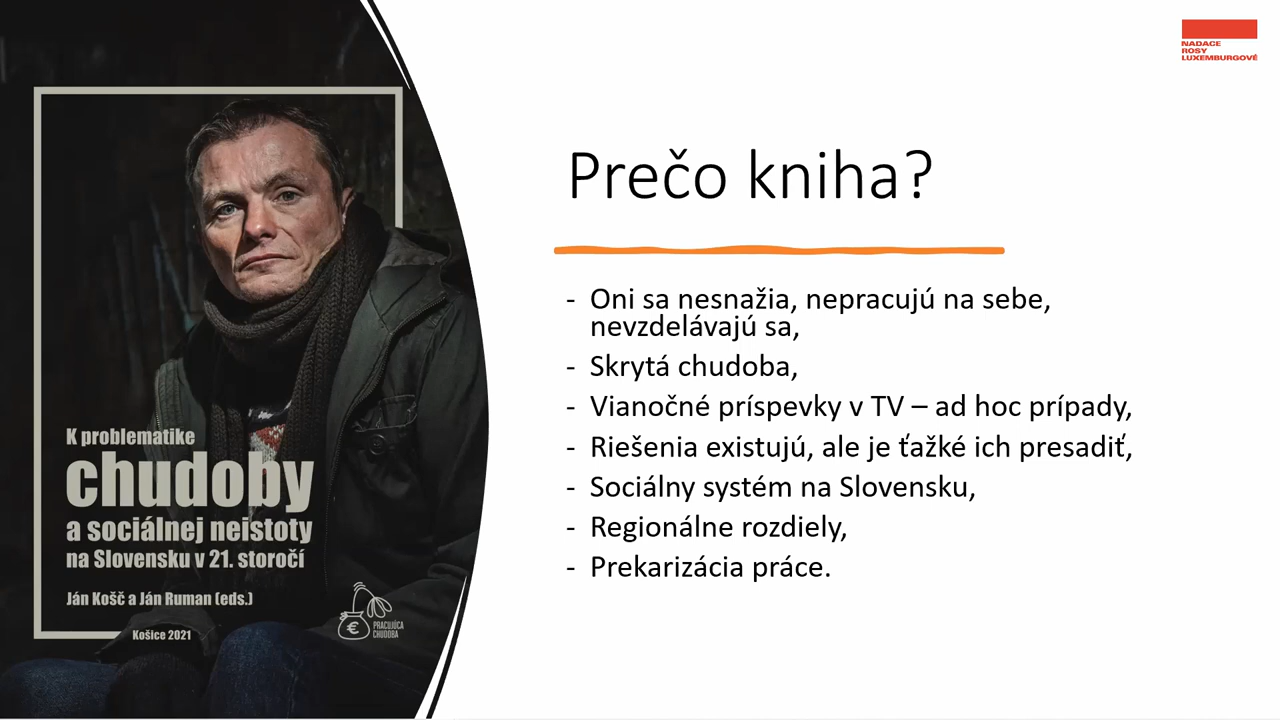 NADACE
ROSY
LUXEMBURGOVÉ
K problematike
chudoby
a sociálnej neistoty
na Slovensku v 21. storočí
Ján Košč a Ján Ruman (eds.)
PRACUJÚCA
CHUDOBA
€
Košice 2021
Prečo kniha?
- Oni sa nesnažia, nepracujú na sebe,
nevzdelávajú sa,
- Skrytá chudoba,
- Vianočné príspevky v TV – ad hoc prípady,
- Riešenia existujú, ale je ťažké ich presadiť,
- Sociálny systém na Slovensku,
- Regionálne rozdiely,
- Prekarizácia práce.